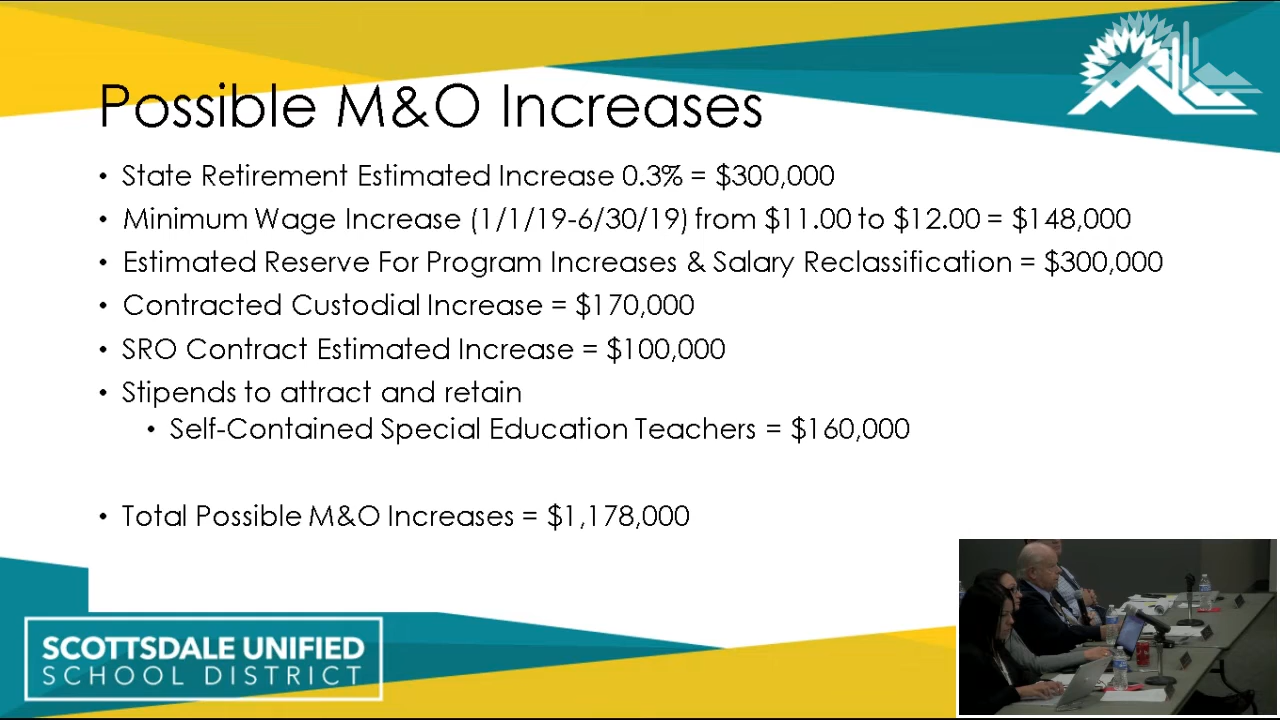 Possible M&O Increases
• State Retirement Estimated Increase 0.3% = $300,000
• Minimum Wage Increase (1/1/19-6/30/19) from $11.00 to $12.00 = $148,000
• Estimated Reserve For Program Increases & Salary Reclassification = $300,000
• Contracted Custodial Increase = $170,000
• SRO Contract Estimated Increase = $100,000
• Stipends to attract and retain
• Self-Contained Special Education Teachers = $160,000
• Total Possible M&O Increases = $1,178,000
SCOTTSDALE UNIFIED
SCHOOL DISTRICT